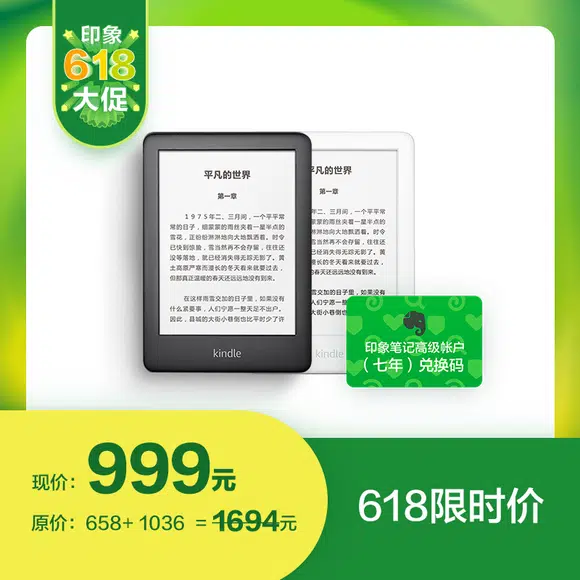 印象
618
大促
平凡的世界
第一章
1975年二、三月间，一个平平常
常的日子，细蒙蒙的雨丝夹着一星半点的
雪花，正纷纷淋淋地向大地飘洒着。时令
已快到惊蛰，雪当然再不会存留，往往还
没等落地，就已经消失得无踪无影了。黄
土高原严寒而漫长的冬天看来就要过去，
但那真正温暖的春天还远远地没有到来。
在这样雨雪交加的日子里，如果没有
什么紧要事，人们宁愿一整天足不出户。
因此，县城的大街小巷倒也比平时少了许
kindle
平凡的世界
第一章
印象笔记高级帐户
（七年）兑换码
现价：999元
原价：658+ 1036 =1694元
618限时价